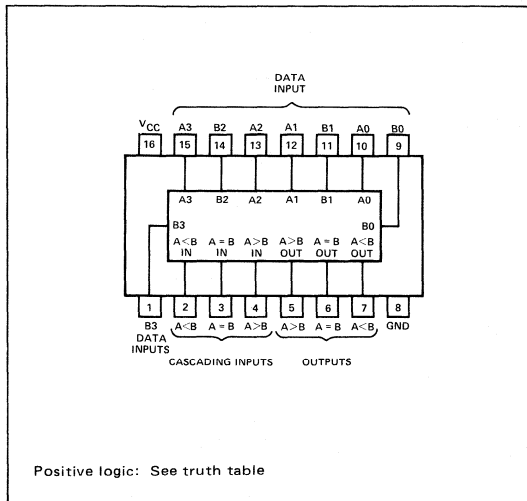 DATA
INPUT
VCC A3 B2 A2 A1 B1 A0 B0
16 15 14 13 12 11 10 9
A3 B2 A2 A1 B1 A0
B3 B0
A<B A=B A>B A>B A=B A<B
IN IN IN OUT OUT OUT
1 2 3 4 5 6 7 8
B3 A<B A=B A>B A>B A=B A<B GND
DATA
INPUTS
CASCADING INPUTS OUTPUTS
Positive logic: See truth table